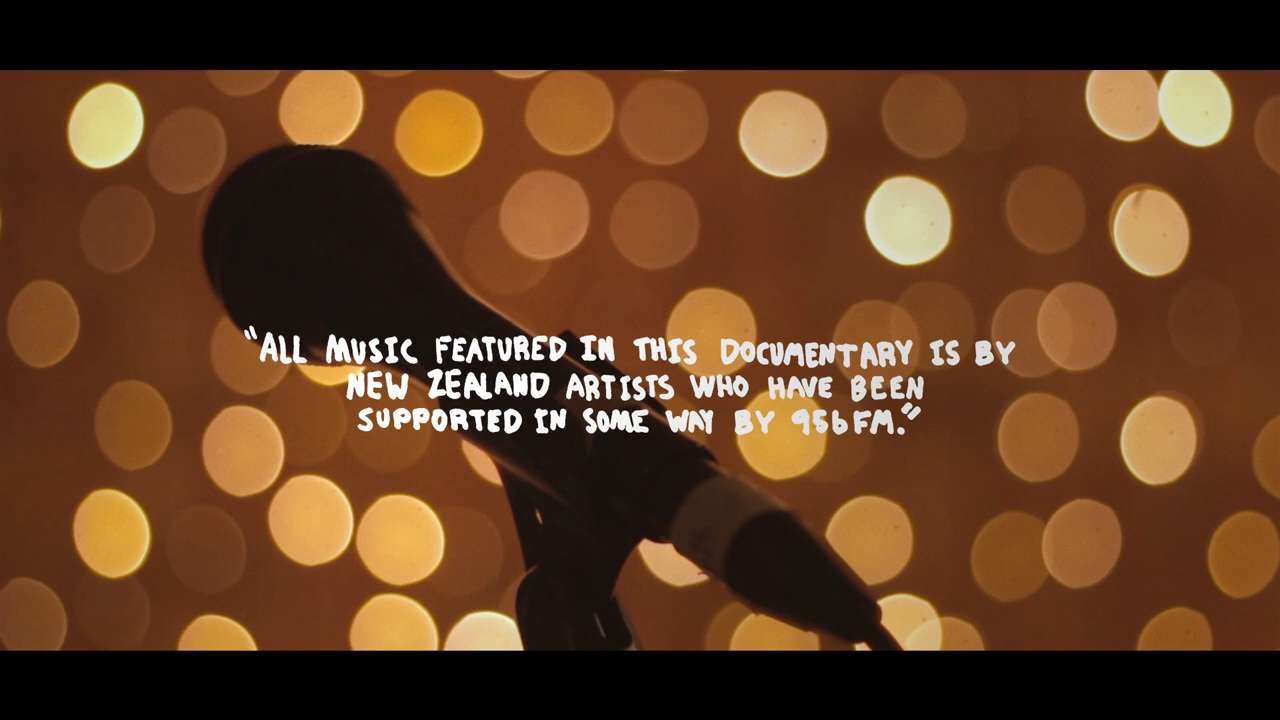 "ALL MUSIC FEATURED IN THIS DOCUMENTARY IS BY
NEW ZEALAND ARTISTS WHO HAVE BEEN
SUPPORTED IN SOME WAY BY 95bFM."